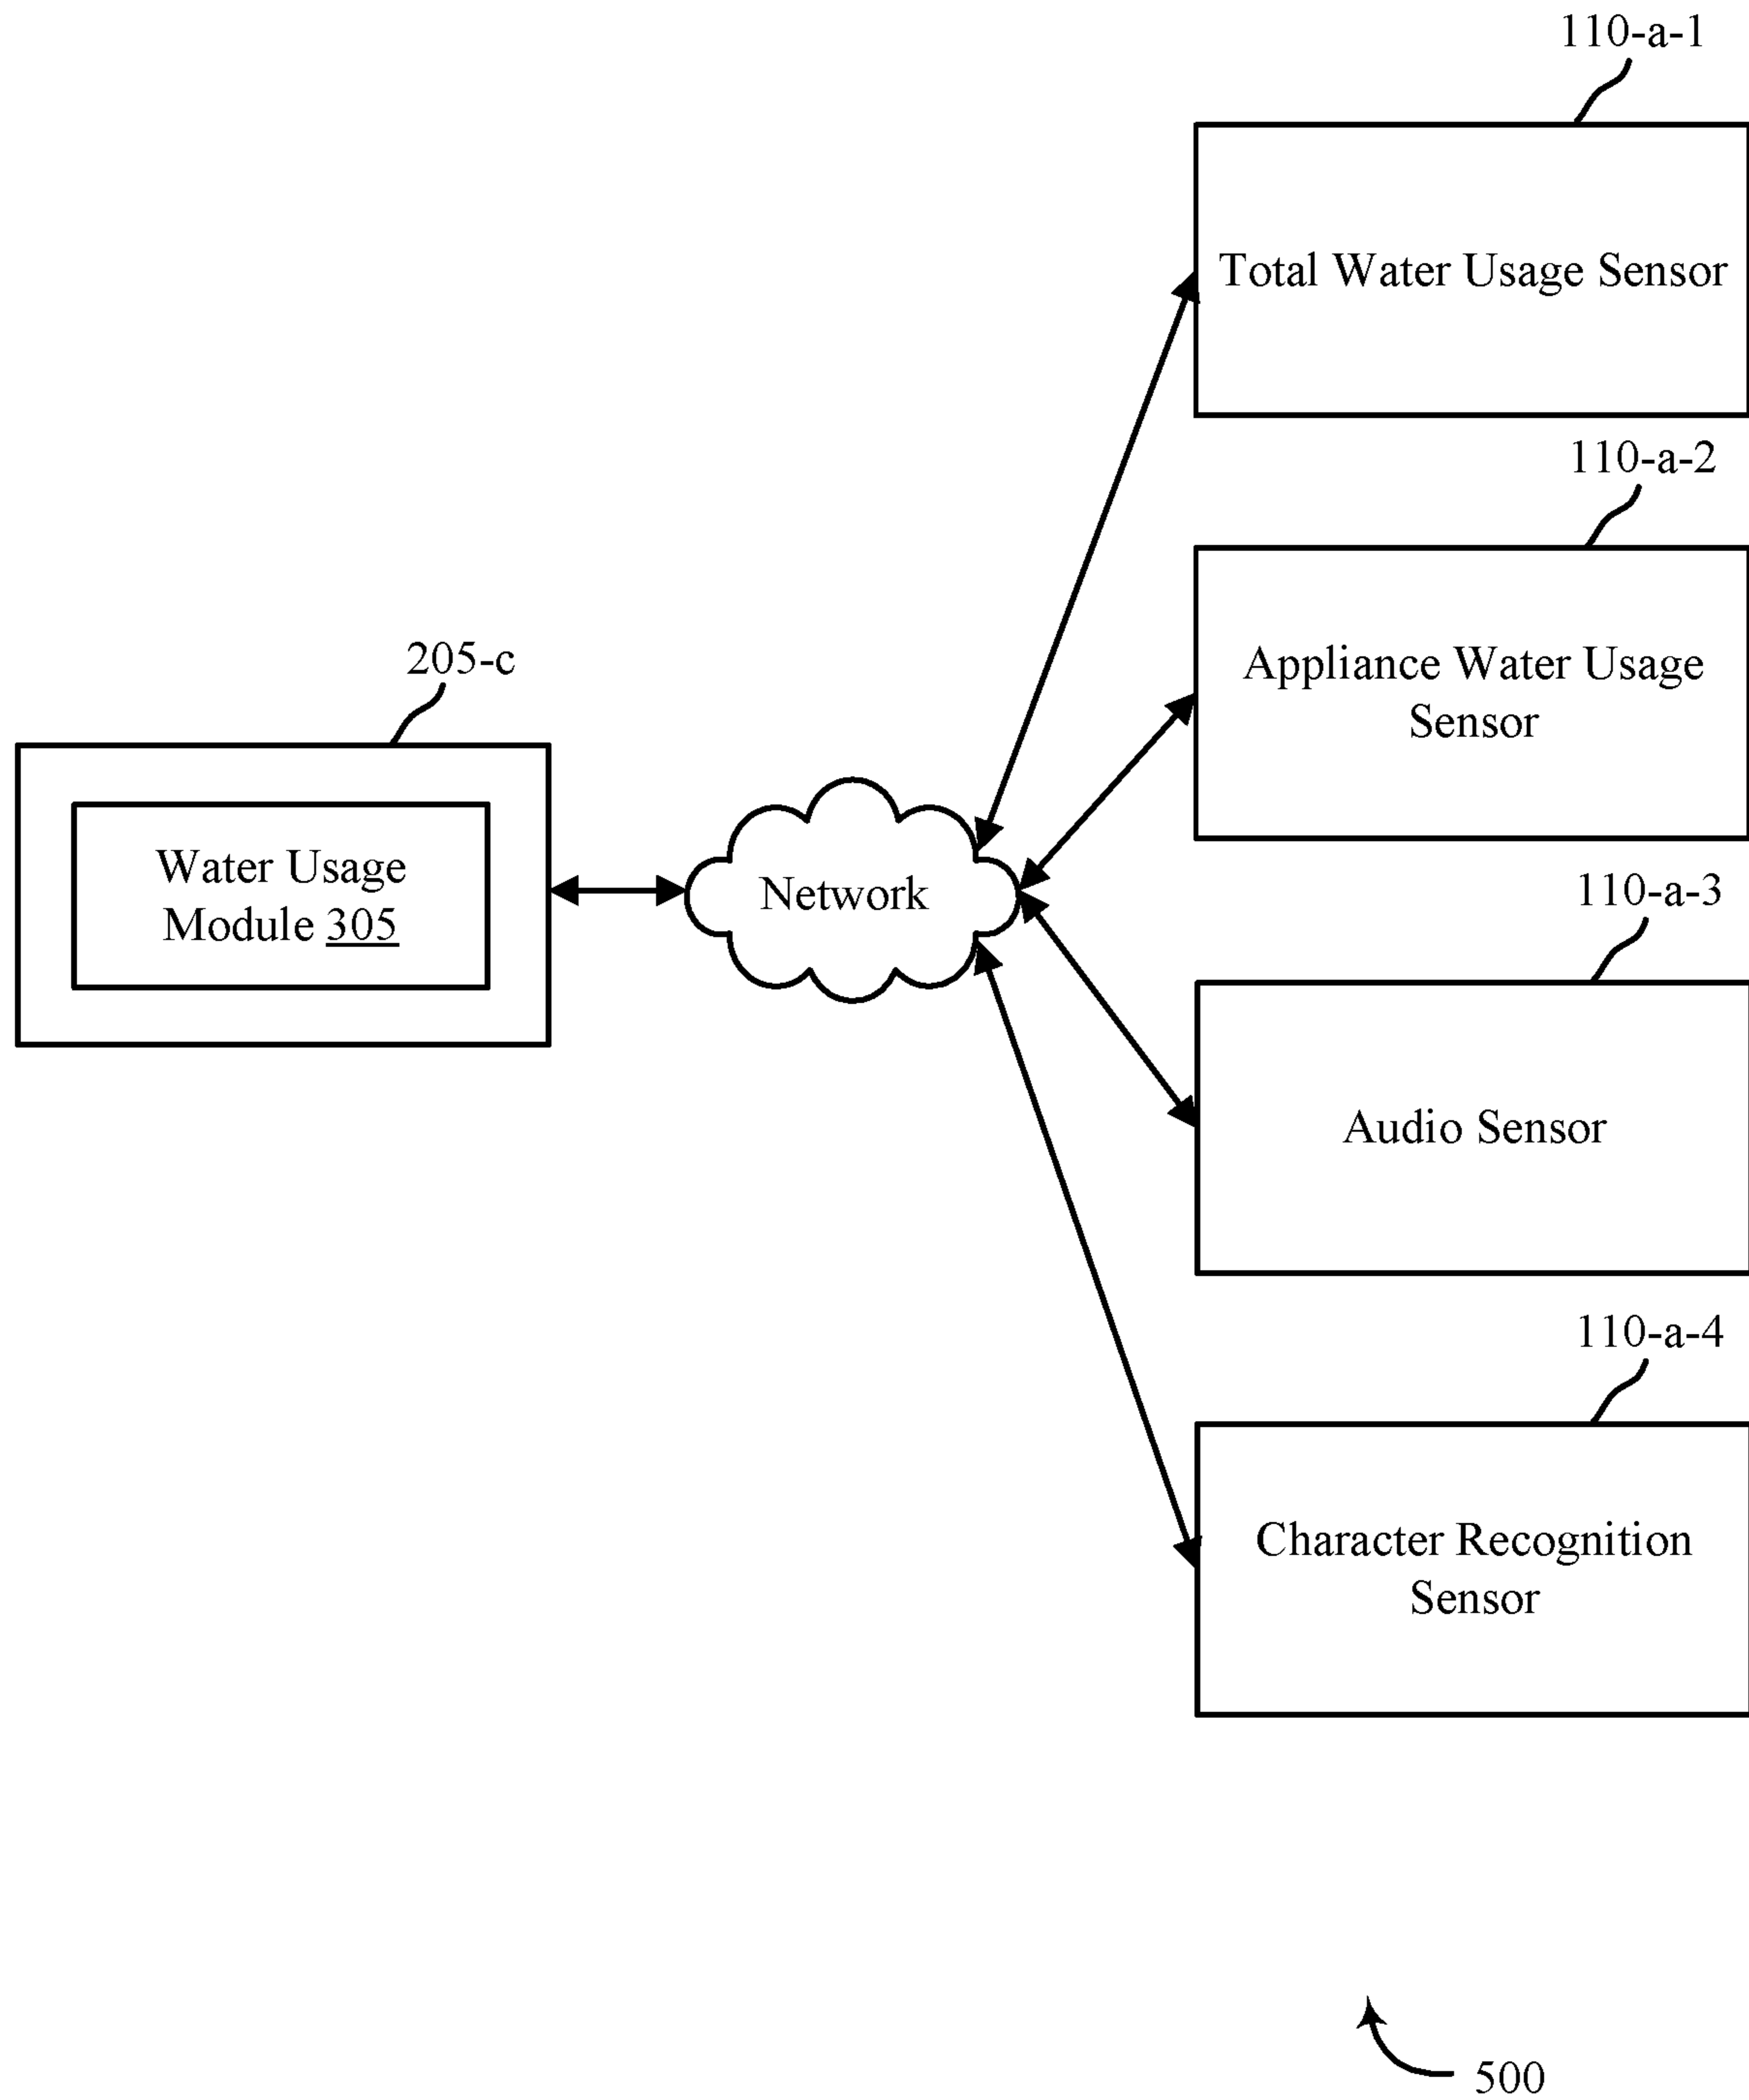 110-a-1
Total Water Usage Sensor
110-a-2
Appliance Water Usage
Sensor
205-c
Water Usage
Module 305
Network
110-a-3
Audio Sensor
110-a-4
Character Recognition
Sensor
500